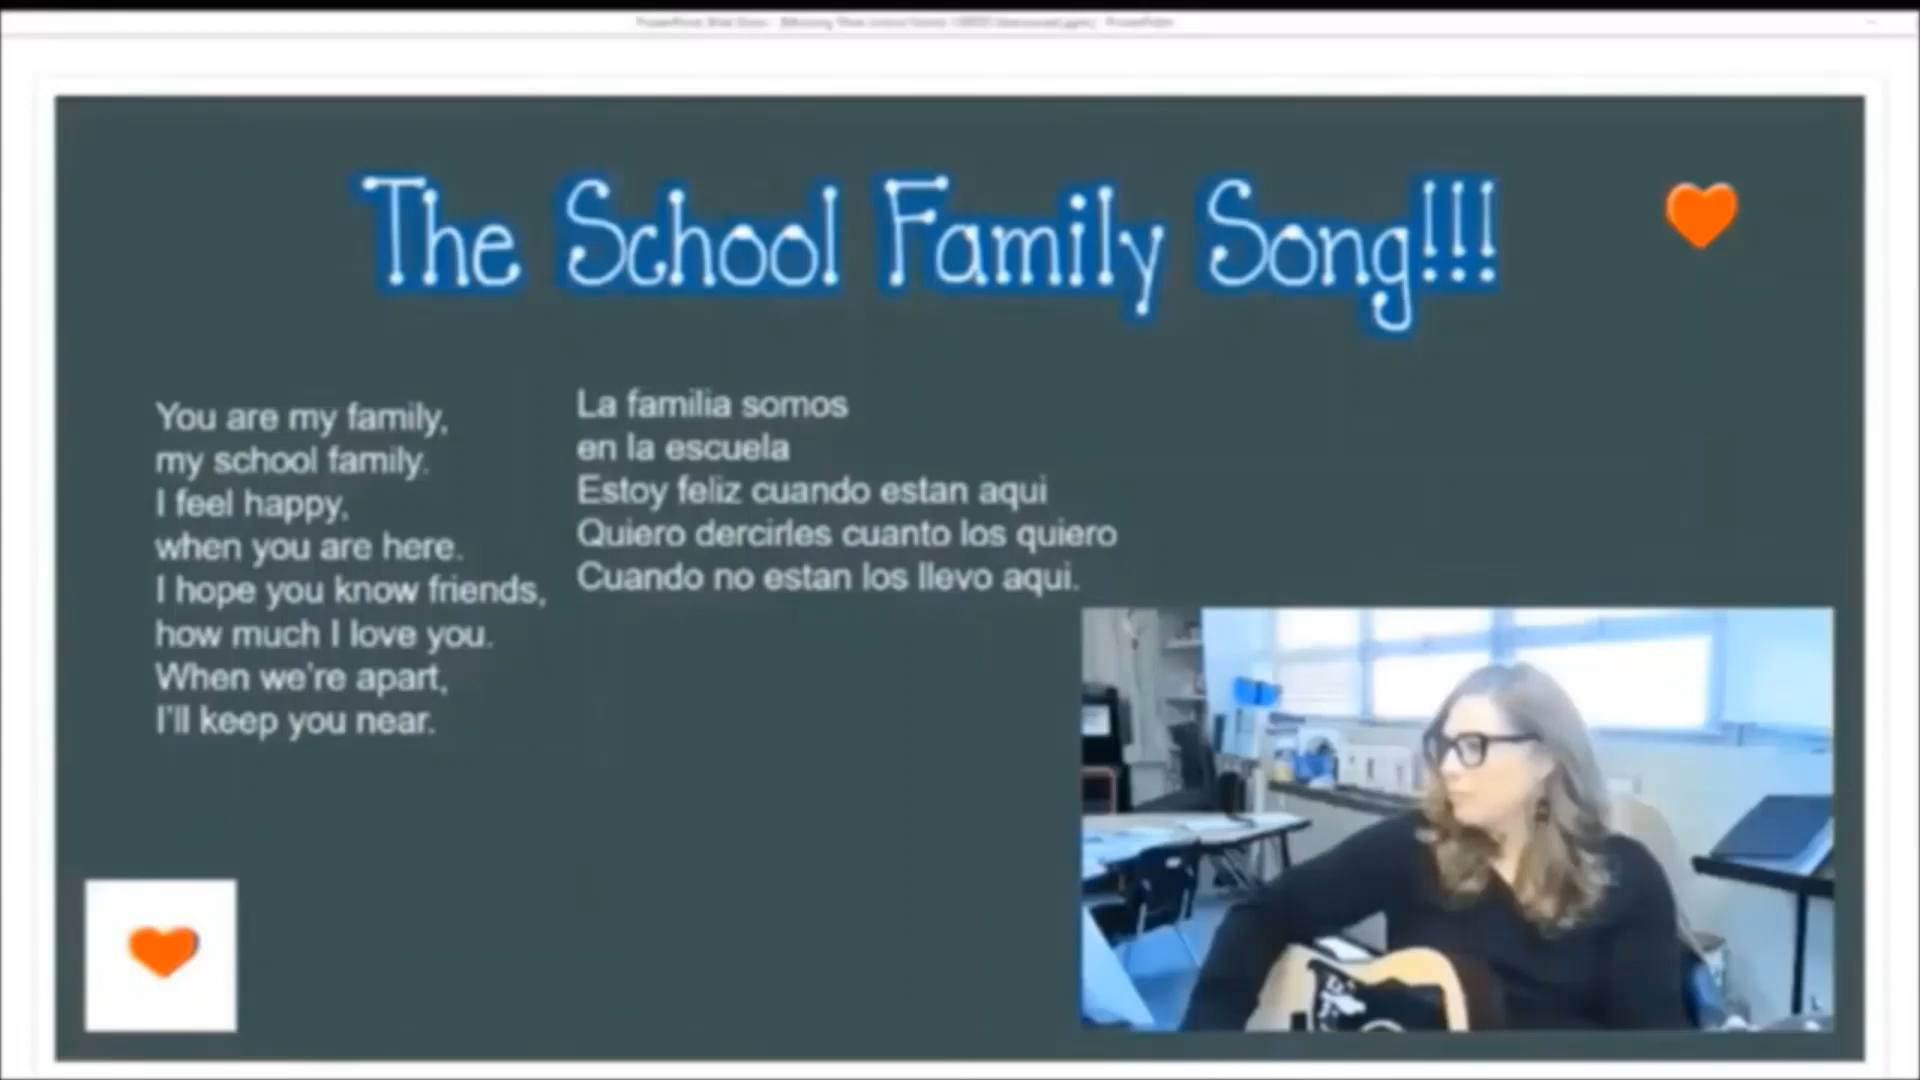 The School Family Song!!!
You are my family,
my school family.
I feel happy,
when you are here.
I hope you know friends,
how much I love you.
When we're apart,
I'll keep you near.
La familia somos
en la escuela
Estoy feliz cuando estan aqui
Quiero dercirles cuanto los quiero
Cuando no estan los llevo aqui.